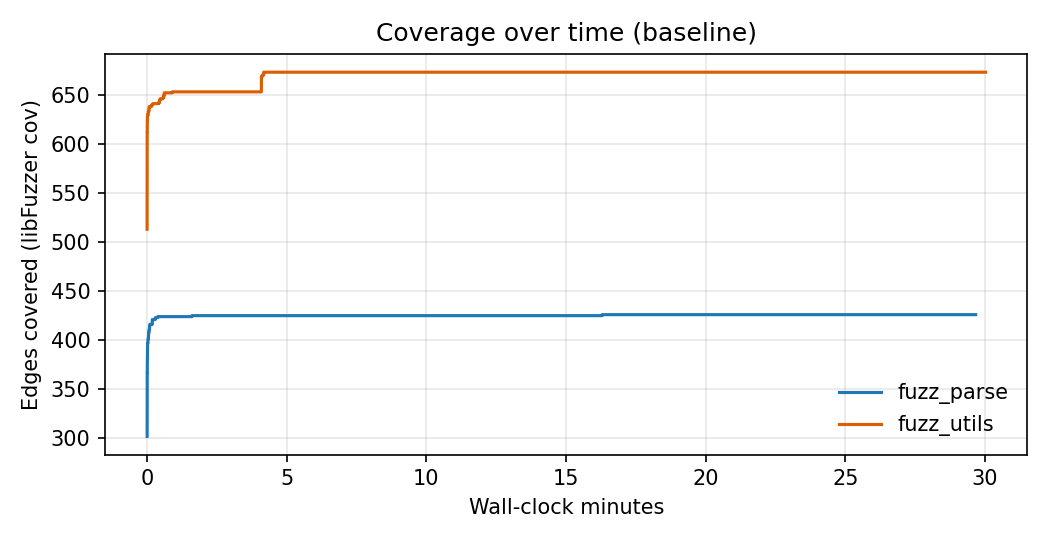 Coverage over time (baseline)
Edges covered (libFuzzer cov)
650
600
550
500
450
400
350
300
fuzz_parse
fuzz_utils
0 5 10 15 20 25 30
Wall-clock minutes